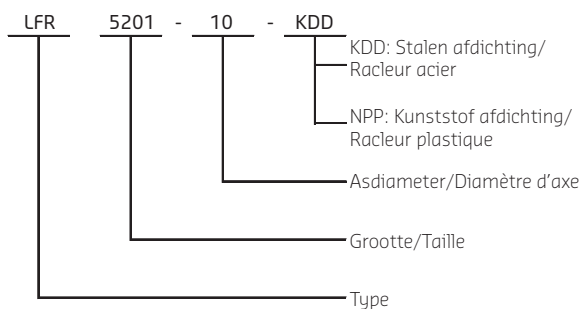 LFR 5201 - 10 - KDD
KDD: Stalen afdichting/
Racleur acier
NPP: Kunststof afdichting/
Racleur plastique
Asdiameter/Diamètre d'axe
Grootte/Taille
Type